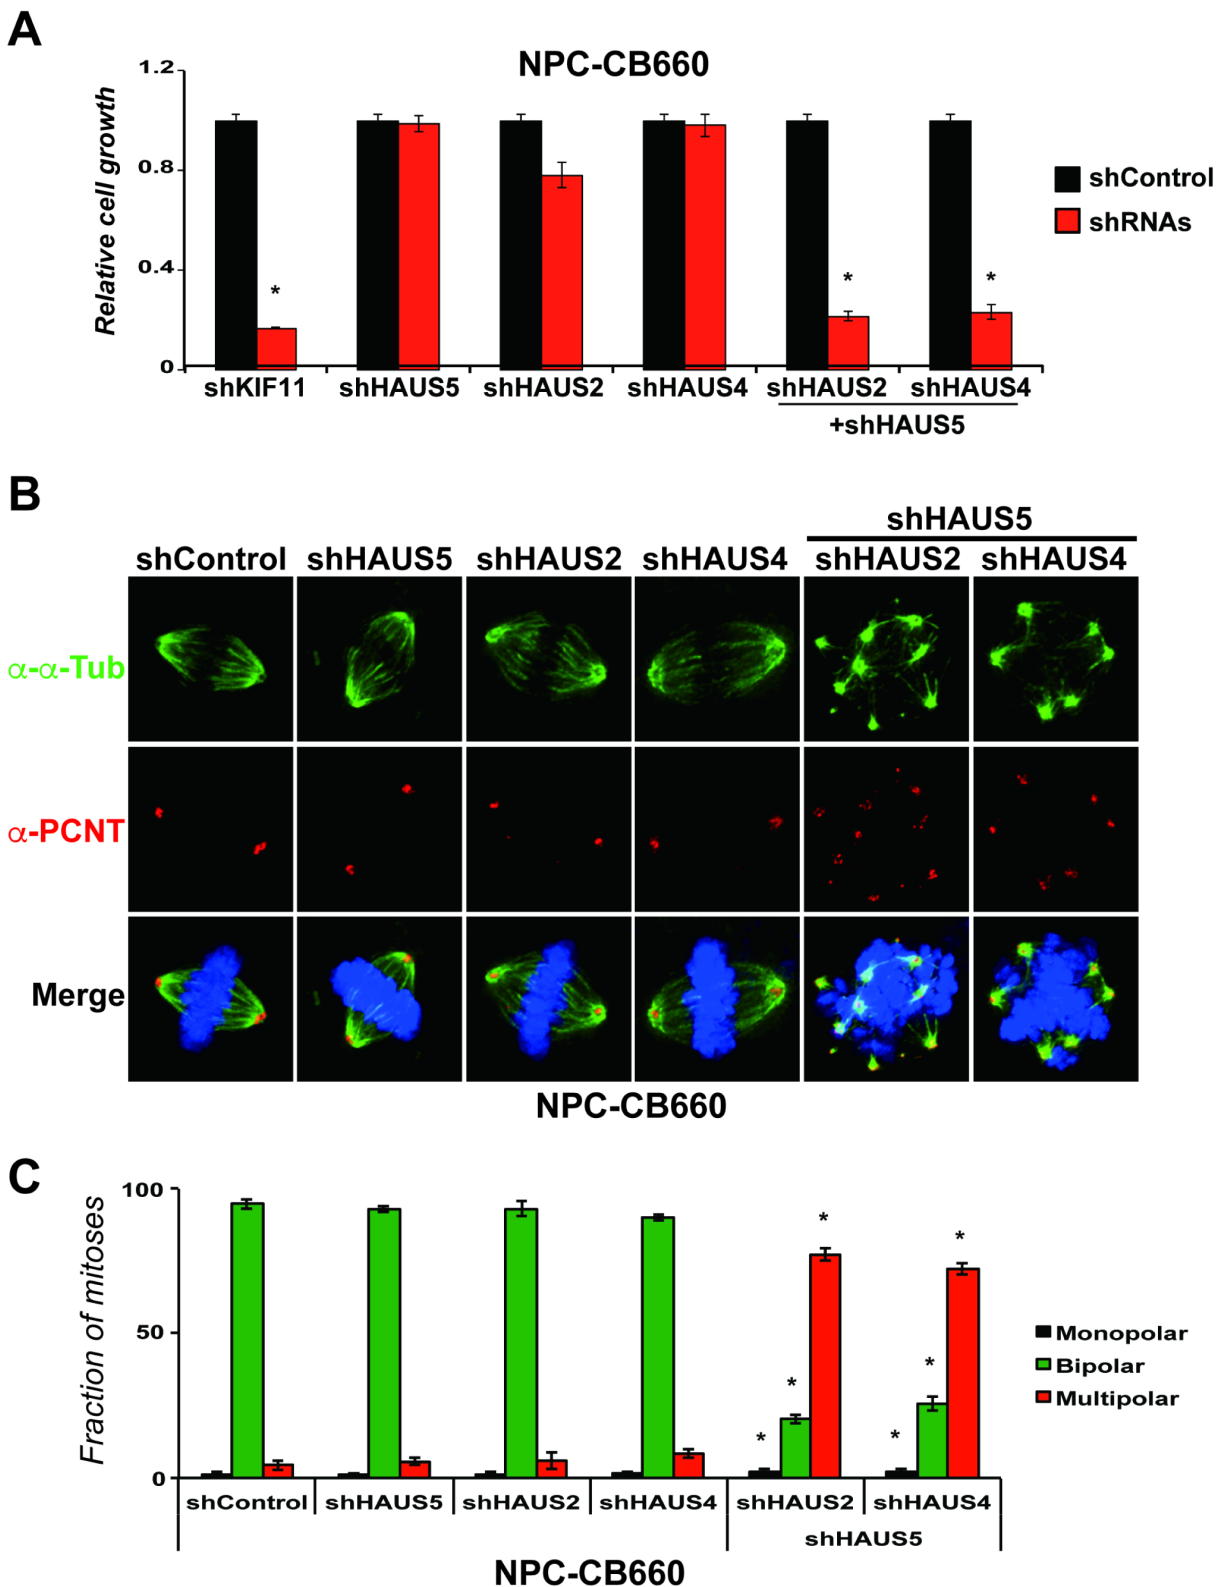 A
NPC-CB660
Relative cell growth
1.2
0.8
0.4
0
*
*
*
shControl
shRNAs
shKIF11 shHAUS5 shHAUS2 shHAUS4 shHAUS2 shHAUS4
+shHAUS5
B
shHAUS5
shControl shHAUS5 shHAUS2 shHAUS4 shHAUS2 shHAUS4
α-α-Tub
α-PCNT
Merge
NPC-CB660
C
Fraction of mitoses
100
50
0
* * *
* * *
Monopolar
Bipolar
Multipolar
shControl shHAUS5 shHAUS2 shHAUS4 shHAUS2 shHAUS4
shHAUS5
NPC-CB660